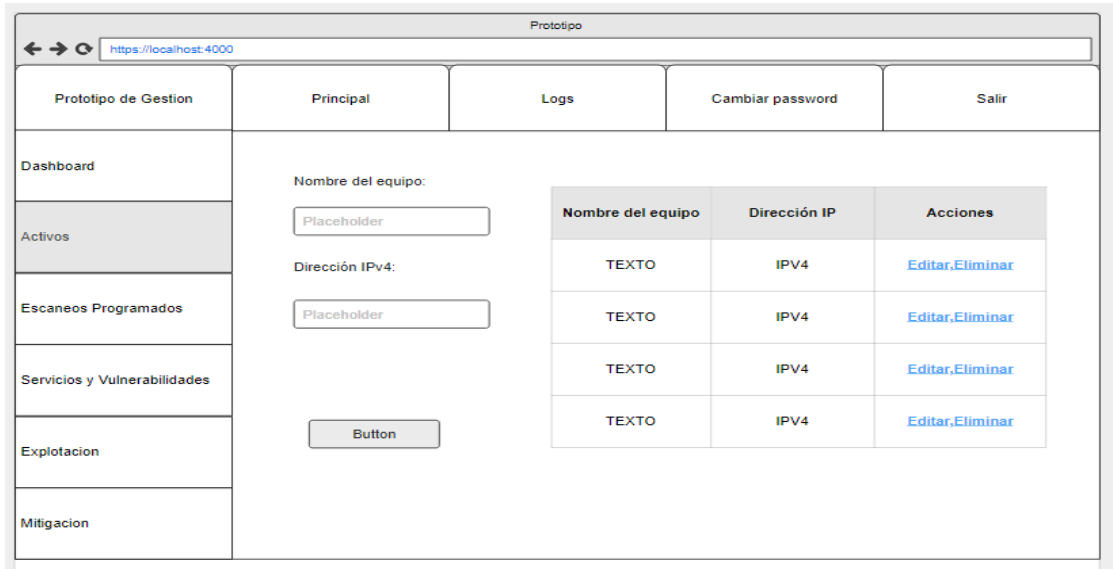 Prototipo
https://localhost:4000
Prototipo de Gestion
Principal
Logs
Cambiar password
Salir
Dashboard
Activos
Escaneos Programados
Servicios y Vulnerabilidades
Explotacion
Mitigacion
Nombre del equipo:
Placeholder
Dirección IPv4:
Placeholder
Button
Nombre del equipo Dirección IP Acciones
TEXTO IPV4 Editar,Eliminar
TEXTO IPV4 Editar,Eliminar
TEXTO IPV4 Editar,Eliminar
TEXTO IPV4 Editar,Eliminar